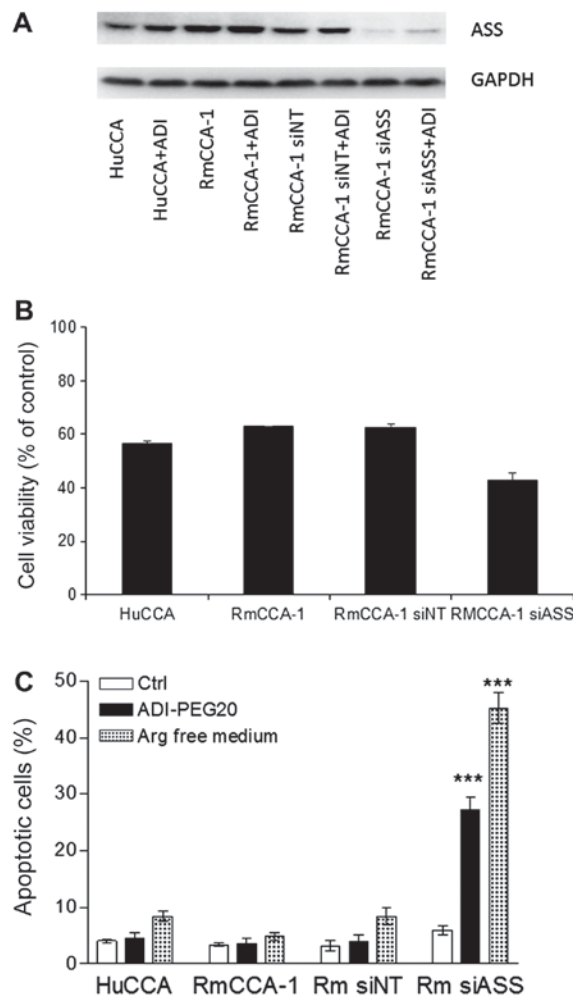 A
ASS
GAPDH
HuCCA
HuCCA+ADI
RmCCA-1
RmCCA-1+ADI
RmCCA-1 siNT
RmCCA-1 siNT+ADI
RmCCA-1 siASS
RmCCA-1 siASS+ADI
B
Cell viability (% of control)
100
80
60
40
20
0
HuCCA RmCCA-1 RmCCA-1 siNT RMCCA-1 siASS
C
Apoptotic cells (%)
50
40
30
20
10
0
Ctrl
ADI-PEG20
Arg free medium
***
***
HuCCA RmCCA-1 Rm siNT Rm siASS